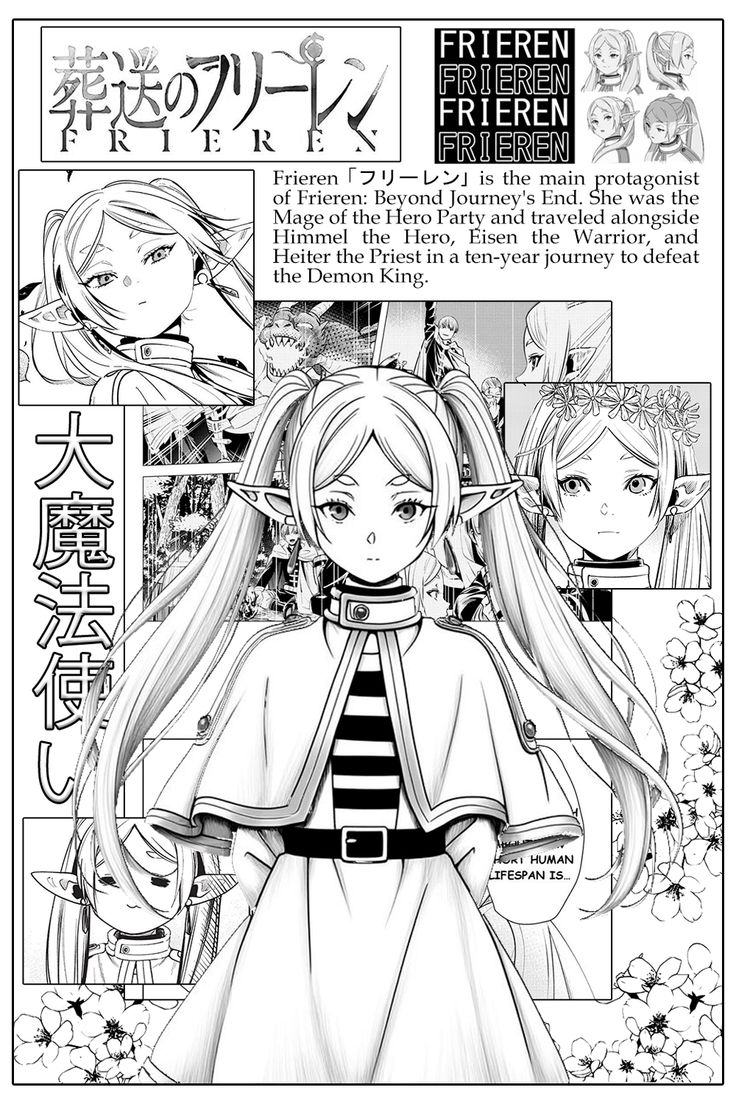 葬送のフリーレン
FRIEREN
FRIEREN
FRIEREN
FRIEREN
FRIEREN
Frieren「フリーレン」is the main protagonist
of Frieren: Beyond Journey's End. She was the
Mage of the Hero Party and traveled alongside
Himmel the Hero, Eisen the Warrior, and
Heiter the Priest in a ten-year journey to defeat
the Demon King.
大魔法使い
HUMAN
LIFESPAN IS...